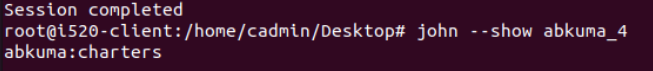 Session completed
root@i520-client:/home/cadmin/Desktop# john --show abkuma_4
abkuma:charters